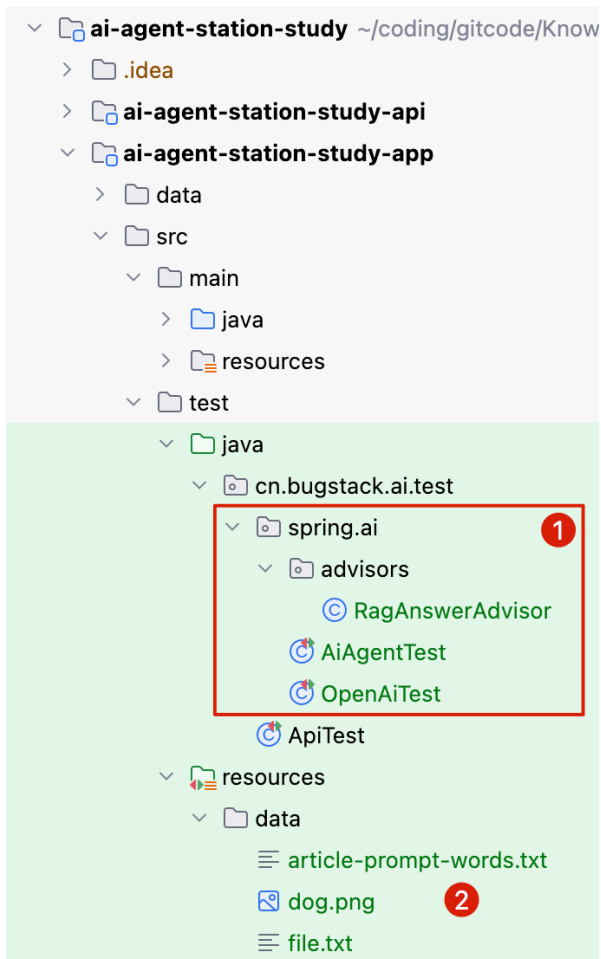 ai-agent-station-study ~/coding/gitcode/Know
.idea
ai-agent-station-study-api
ai-agent-station-study-app
data
src
main
java
resources
test
java
cn.bugstack.ai.test
spring.ai 1
advisors
RagAnswerAdvisor
AiAgentTest
OpenAiTest
ApiTest
resources
data
article-prompt-words.txt
dog.png 2
file.txt